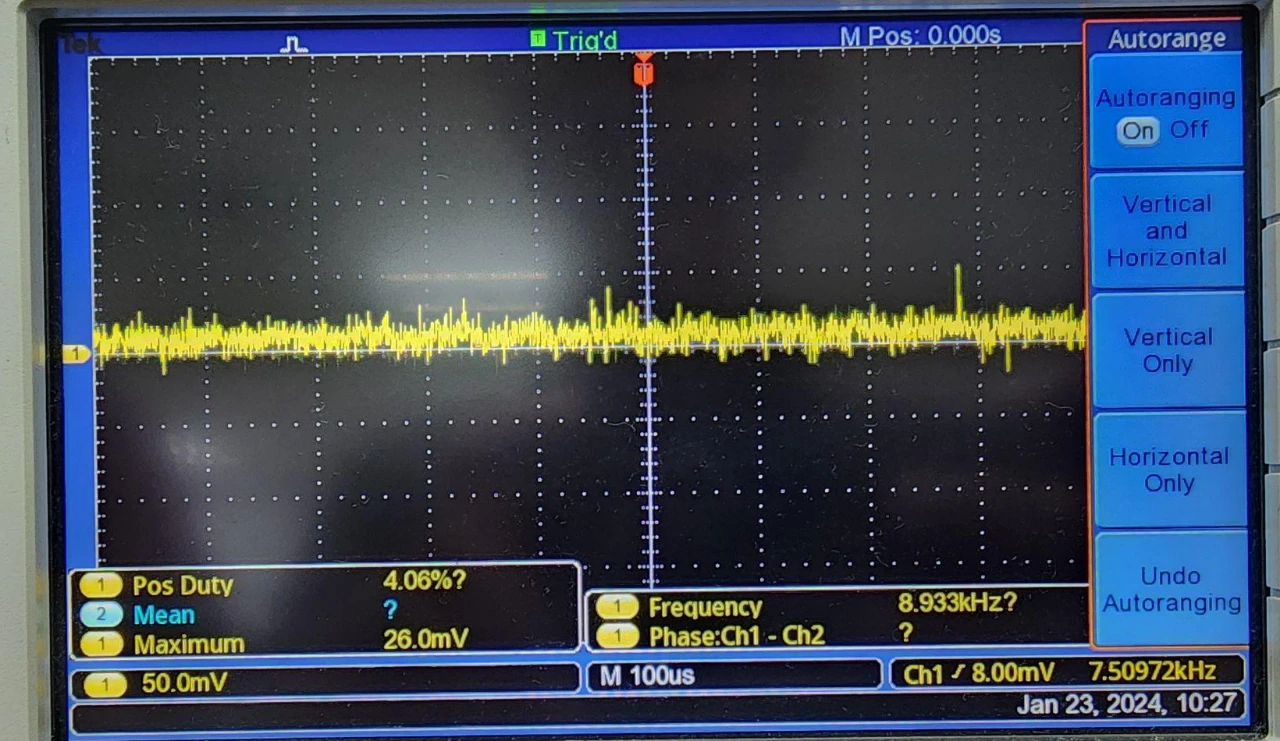 Tek
T Trig'd
M Pos: 0.000s
Autorange
T
Autoranging
On Off
Vertical
and
Horizontal
Vertical
Only
Horizontal
Only
Undo
Autoranging
1
1 Pos Duty 4.06%?
2 Mean ?
1 Maximum 26.0mV
1 Frequency 8.933kHz?
1 Phase:Ch1 - Ch2 ?
1 50.0mV
M 100us
Ch1 8.00mV 7.50972kHz
Jan 23, 2024, 10:27